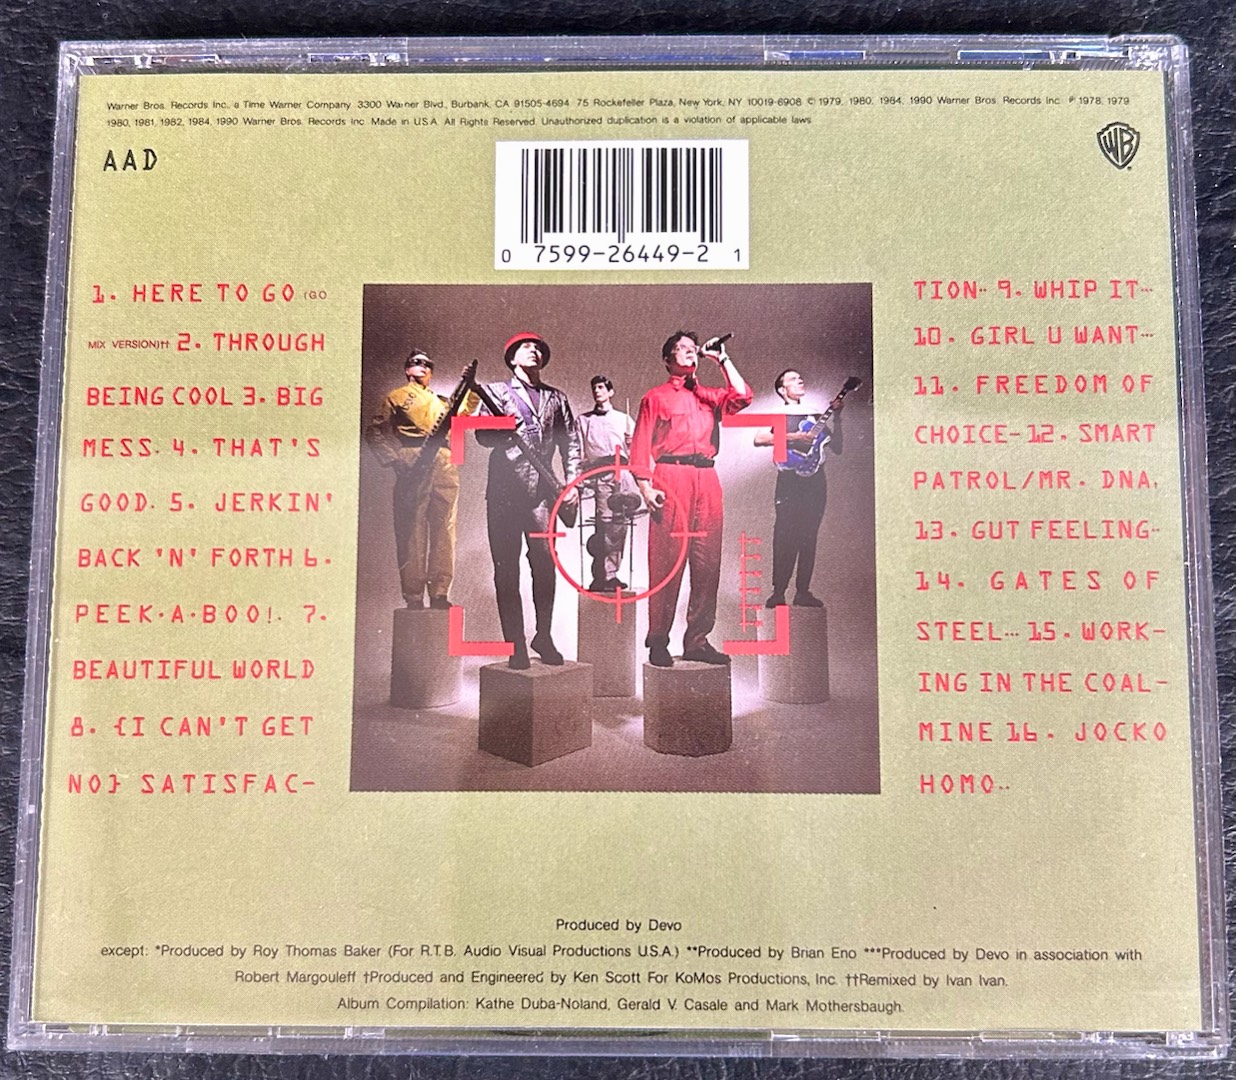 Warner Bros. Records Inc., a Time Warner Company 3300 Warner Blvd., Burbank, CA 91505-4694 75 Rockefeller Plaza, New York, NY 10019-6908 © 1979, 1980, 1984, 1990 Warner Bros. Records Inc. ℗ 1978, 1979
1980, 1981, 1982, 1984, 1990 Warner Bros. Records Inc. Made in U.S.A. All Rights Reserved. Unauthorized duplication is a violation of applicable laws.
AAD
WB
0 7599-26449-2 1
1. HERE TO GO (GO
MIX VERSION)†† 2. THROUGH
BEING COOL 3. BIG
MESS. 4. THAT'S
GOOD. 5. JERKIN'
BACK 'N' FORTH 6.
PEEK·A·BOO!. 7.
BEAUTIFUL WORLD
8. {I CAN'T GET
NO} SATISFAC-
TION** 9. WHIP IT***
10. GIRL U WANT***
11. FREEDOM OF
CHOICE- 12. SMART
PATROL/MR. DNA,
13. GUT FEELING**
14. GATES OF
STEEL*** 15. WORK-
ING IN THE COAL-
MINE 16. JOCKO
HOMO**
Produced by Devo
except: *Produced by Roy Thomas Baker (For R.T.B. Audio Visual Productions U.S.A.) **Produced by Brian Eno ***Produced by Devo in association with
Robert Margouleff †Produced and Engineered by Ken Scott For KoMos Productions, Inc. ††Remixed by Ivan Ivan.
Album Compilation: Kathe Duba-Noland, Gerald V. Casale and Mark Mothersbaugh.